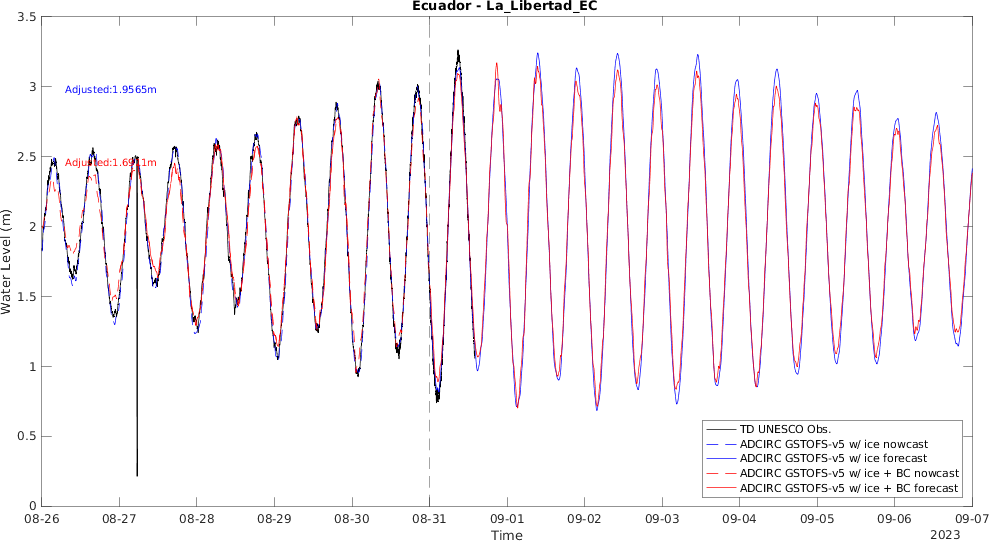 Ecuador - La_Libertad_EC
3.5
3
2.5
2
1.5
1
0.5
0
Water Level (m)
Adjusted:1.9565m
TD UNESCO Obs.
ADCIRC GSTOFS-v5 w/ ice nowcast
ADCIRC GSTOFS-v5 w/ ice forecast
ADCIRC GSTOFS-v5 w/ ice + BC nowcast
ADCIRC GSTOFS-v5 w/ ice + BC forecast
08-26 08-27 08-28 08-29 08-30 08-31 09-01 09-02 09-03 09-04 09-05 09-06 09-07
Time
2023